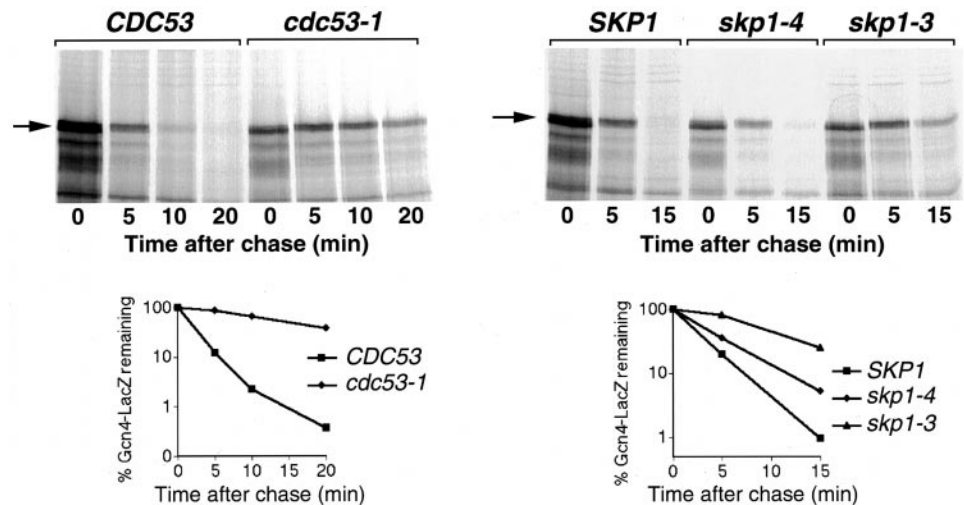 CDC53 cdc53-1
0 5 10 20 0 5 10 20
Time after chase (min)
SKP1 skp1-4 skp1-3
0 5 15 0 5 15 0 5 15
Time after chase (min)
% Gcn4-LacZ remaining
100
10
1
0
0 5 10 15 20
Time after chase (min)
CDC53
cdc53-1
% Gcn4-LacZ remaining
100
10
1
0 5 10 15
Time after chase (min)
SKP1
skp1-4
skp1-3